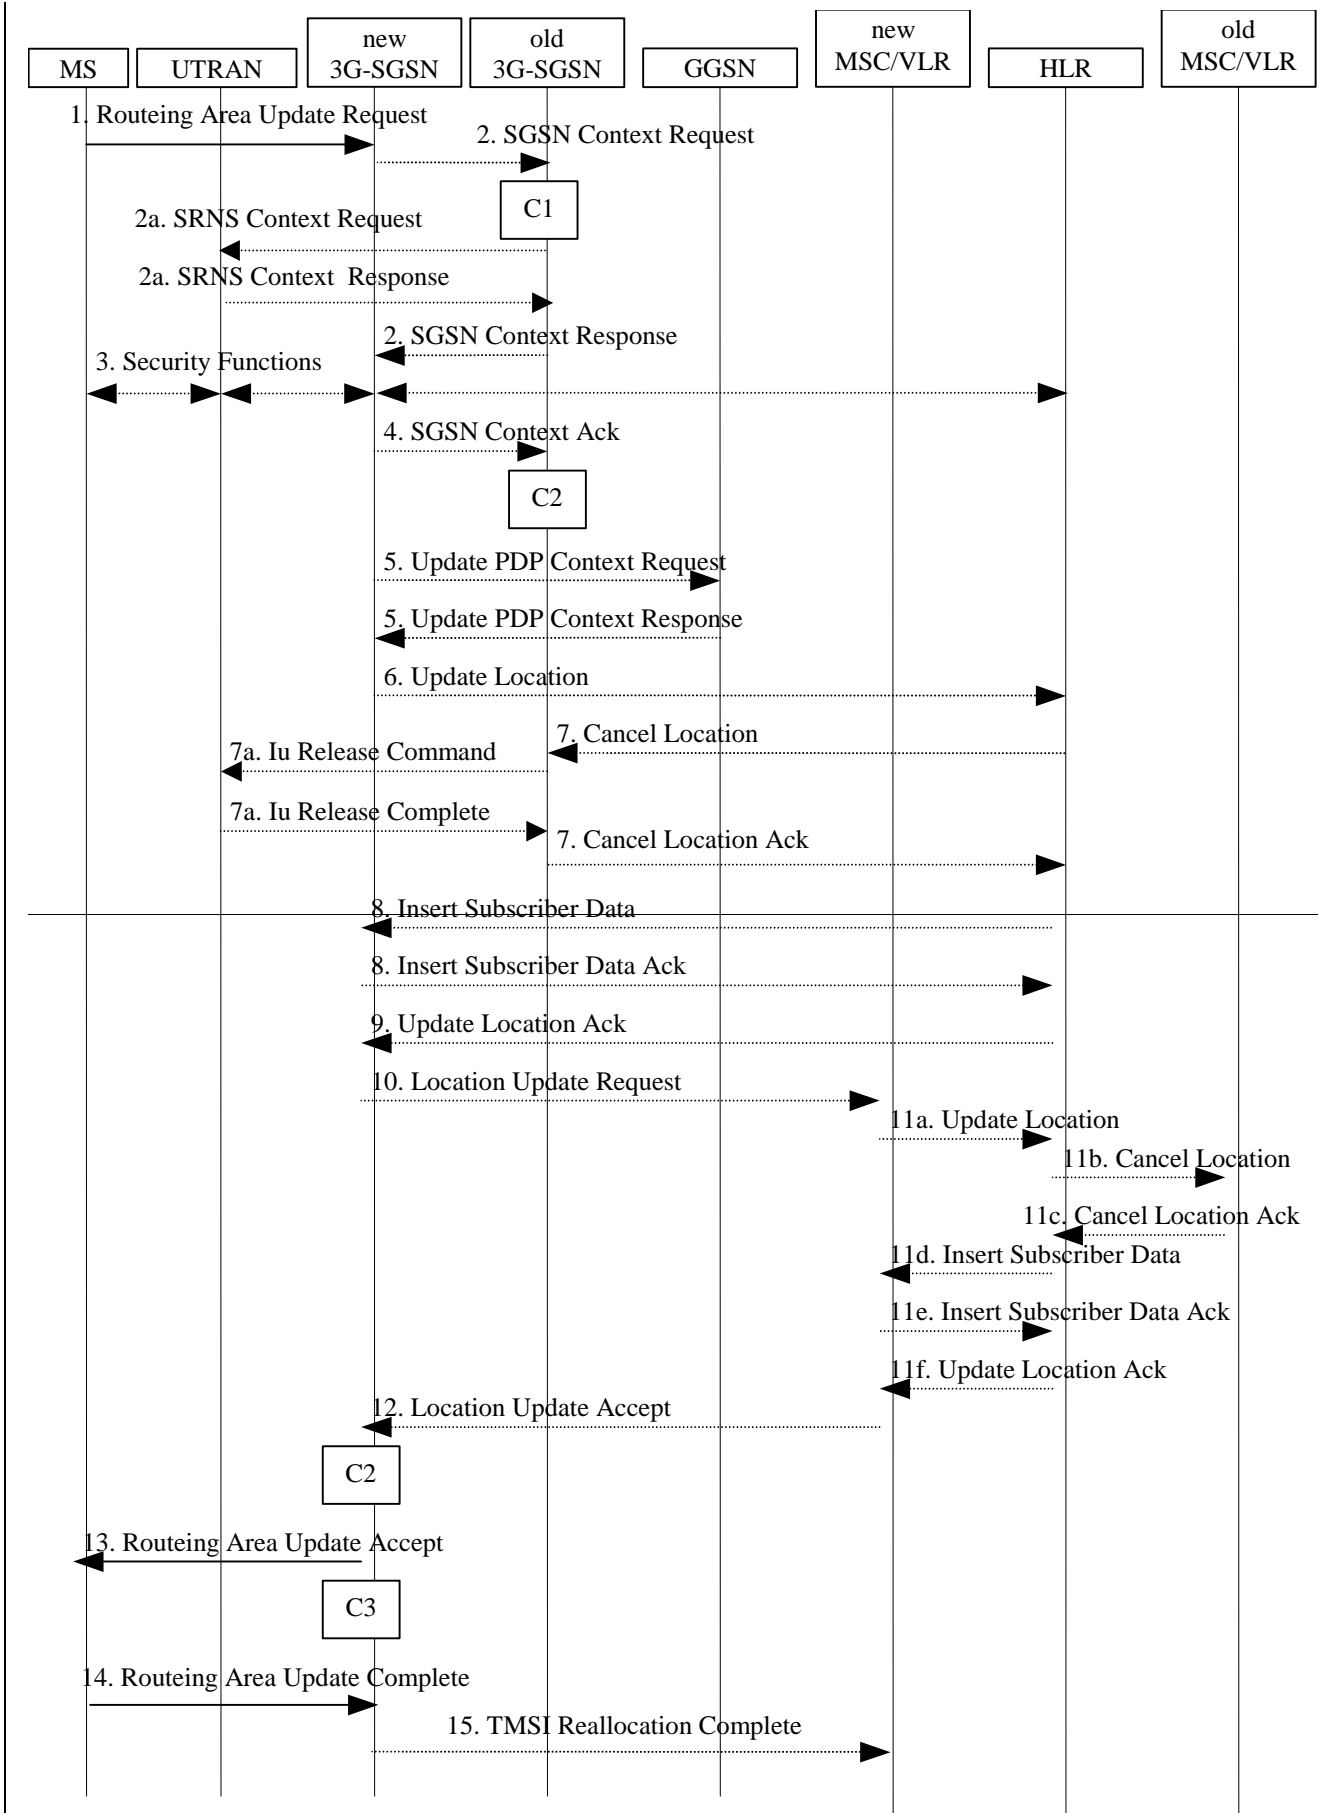 MS
UTRAN
new
3G-SGSN
old
3G-SGSN
GGSN
new
MSC/VLR
HLR
old
MSC/VLR
1. Routeing Area Update Request
2. SGSN Context Request
C1
2a. SRNS Context Request
2a. SRNS Context Response
2. SGSN Context Response
3. Security Functions
4. SGSN Context Ack
C2
5. Update PDP Context Request
5. Update PDP Context Response
6. Update Location
7. Cancel Location
7a. Iu Release Command
7a. Iu Release Complete
7. Cancel Location Ack
8. Insert Subscriber Data
8. Insert Subscriber Data Ack
9. Update Location Ack
10. Location Update Request
11a. Update Location
11b. Cancel Location
11c. Cancel Location Ack
11d. Insert Subscriber Data
11e. Insert Subscriber Data Ack
11f. Update Location Ack
12. Location Update Accept
C2
13. Routeing Area Update Accept
C3
14. Routeing Area Update Complete
15. TMSI Reallocation Complete